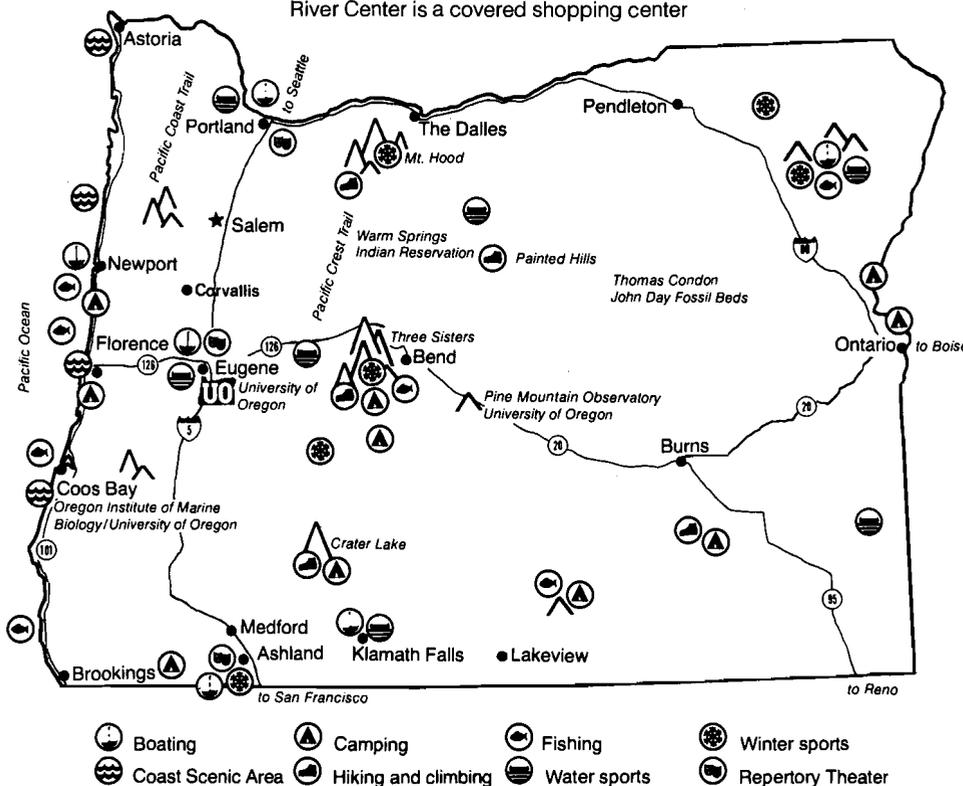 River Center is a covered shopping center
Astoria
Pacific Coast Trail
to Seattle
Portland
The Dalles
Pendleton
Mt. Hood
Salem
Pacific Crest Trail
Warm Springs
Indian Reservation
Painted Hills
Newport
Corvallis
Thomas Condon
John Day Fossil Beds
Pacific Ocean
Florence
126
126
Three Sisters
Bend
Ontario
to Boise
Eugene
UO
University of
Oregon
5
Pine Mountain Observatory
University of Oregon
20
20
Burns
Coos Bay
Oregon Institute of Marine
Biology/University of Oregon
101
Crater Lake
95
Medford
Ashland
Klamath Falls
Lakeview
Brookings
to San Francisco
to Reno
Boating
Camping
Fishing
Winter sports
Coast Scenic Area
Hiking and climbing
Water sports
Repertory Theater